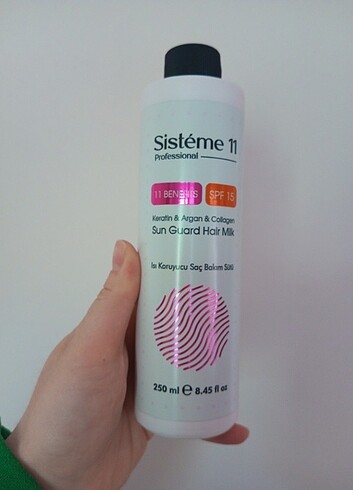 Sistéme 11
Professional
11 BENEFITS SPF 15
Keratin & Argan & Collagen
Sun Guard Hair Milk
Isı Koruyucu Saç Bakım Sütü
250 ml e 8.45 fl oz